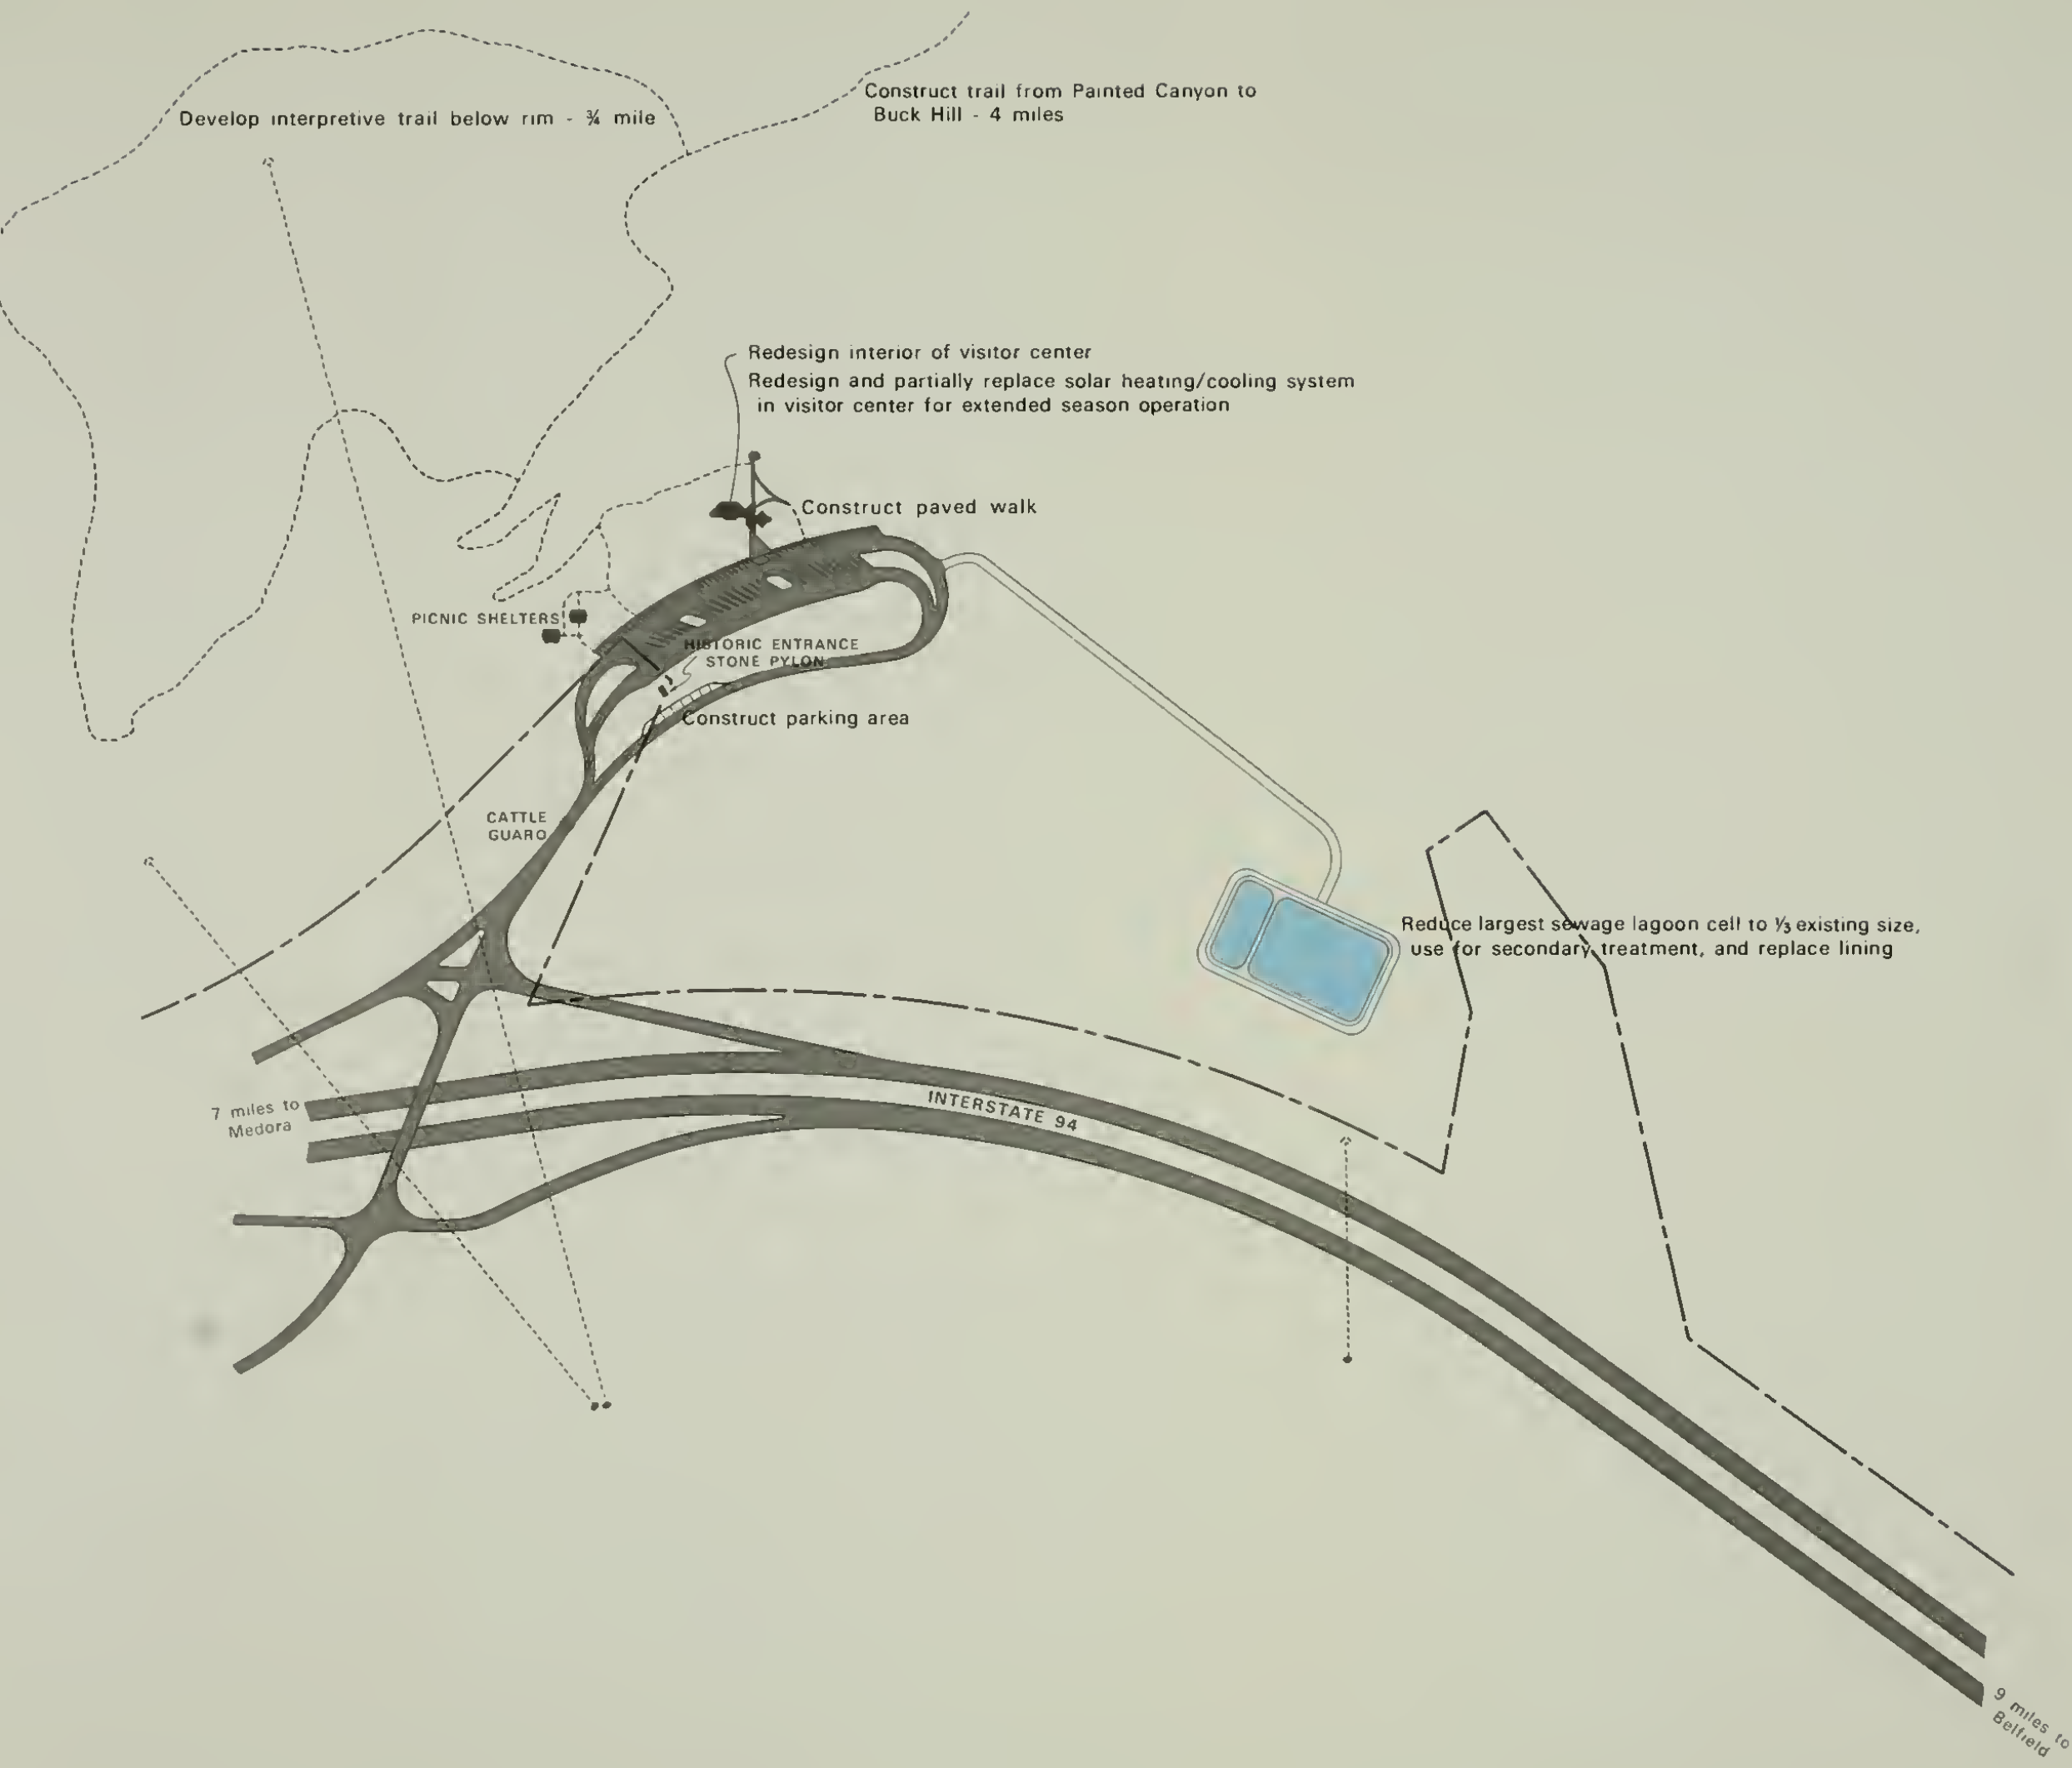 Construct trail from Painted Canyon to
Buck Hill - 4 miles
Develop interpretive trail below rim - ¾ mile
Redesign interior of visitor center
Redesign and partially replace solar heating/cooling system
in visitor center for extended season operation
Construct paved walk
PICNIC SHELTERS
HISTORIC ENTRANCE
STONE PYLON
Construct parking area
CATTLE
GUARD
Reduce largest sewage lagoon cell to ⅓ existing size,
use for secondary treatment, and replace lining
7 miles to
Medora
INTERSTATE 94
9 miles to
Belfield